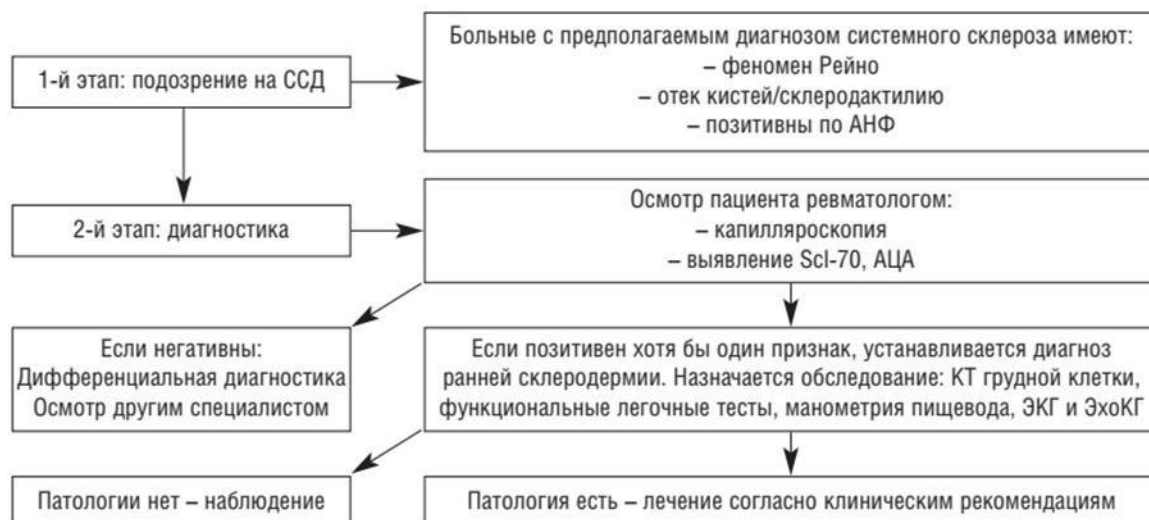 Больные с предполагаемым диагнозом системного склероза имеют:
– феномен Рейно
– отек кистей/склеродактилию
– позитивны по АНФ
1-й этап: подозрение на ССД
2-й этап: диагностика
Осмотр пациента ревматологом:
– капилляроскопия
– выявление Scl-70, АЦА
Если негативны:
Дифференциальная диагностика
Осмотр другим специалистом
Если позитивен хотя бы один признак, устанавливается диагноз
ранней склеродермии. Назначается обследование: КТ грудной клетки,
функциональные легочные тесты, манометрия пищевода, ЭКГ и ЭхоКГ
Патологии нет – наблюдение
Патология есть – лечение согласно клиническим рекомендациям